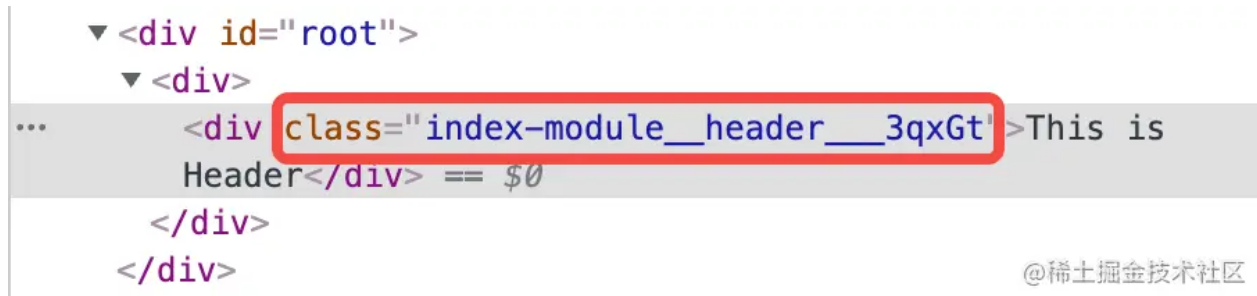 ▼ <div id="root">
▼ <div>
••• <div class="index-module__header___3qxGt">This is
Header</div> == $0
</div>
</div>
@稀土掘金技术社区